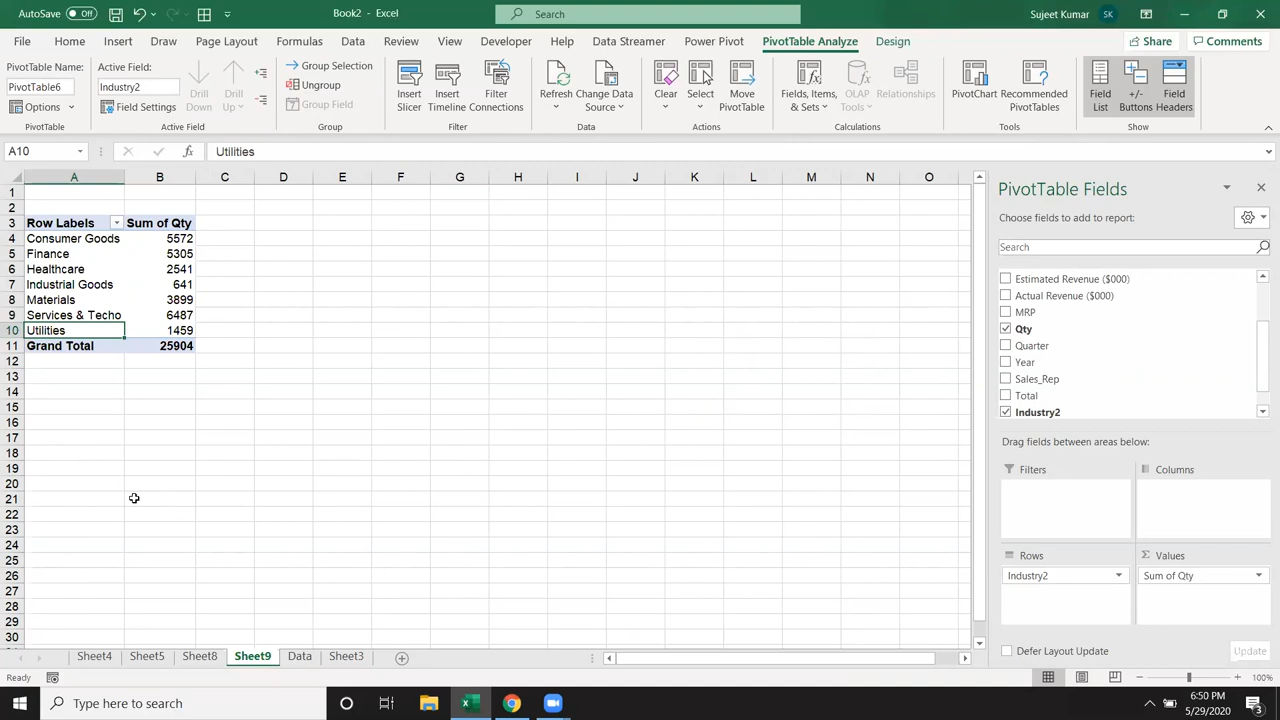 AutoSave Off
Book2 - Excel
Search
Sujeet Kumar SK
File Home Insert Draw Page Layout Formulas Data Review View Developer Help Data Streamer Power Pivot PivotTable Analyze Design Share Comments
PivotTable Name:
PivotTable6
Options
PivotTable
Active Field:
Industry2
Field Settings
Drill Down
Drill Up
Active Field
Group Selection
Ungroup
Group Field
Group
Insert Slicer
Insert Timeline
Filter Connections
Filter
Refresh
Change Data Source
Data
Clear
Select
Move PivotTable
Actions
Fields, Items, & Sets
OLAP Tools
Relationships
Calculations
PivotChart
Recommended PivotTables
Tools
Field List
+/- Buttons
Field Headers
Show
A10 fx Utilities
A B C D E F G H I J K L M N O
1
2
3 Row Labels Sum of Qty
4 Consumer Goods 5572
5 Finance 5305
6 Healthcare 2541
7 Industrial Goods 641
8 Materials 3899
9 Services & Techo 6487
10 Utilities 1459
11 Grand Total 25904
12
13
14
15
16
17
18
19
20
21
22
23
24
25
26
27
28
29
30
PivotTable Fields
Choose fields to add to report:
Search
Estimated Revenue ($000)
Actual Revenue ($000)
MRP
Qty
Quarter
Year
Sales_Rep
Total
Industry2
Drag fields between areas below:
Filters
Columns
Rows
Industry2
Σ Values
Sum of Qty
Defer Layout Update
Update
Sheet4 Sheet5 Sheet8 Sheet9 Data Sheet3
Ready
100%
Type here to search
6:50 PM
5/29/2020